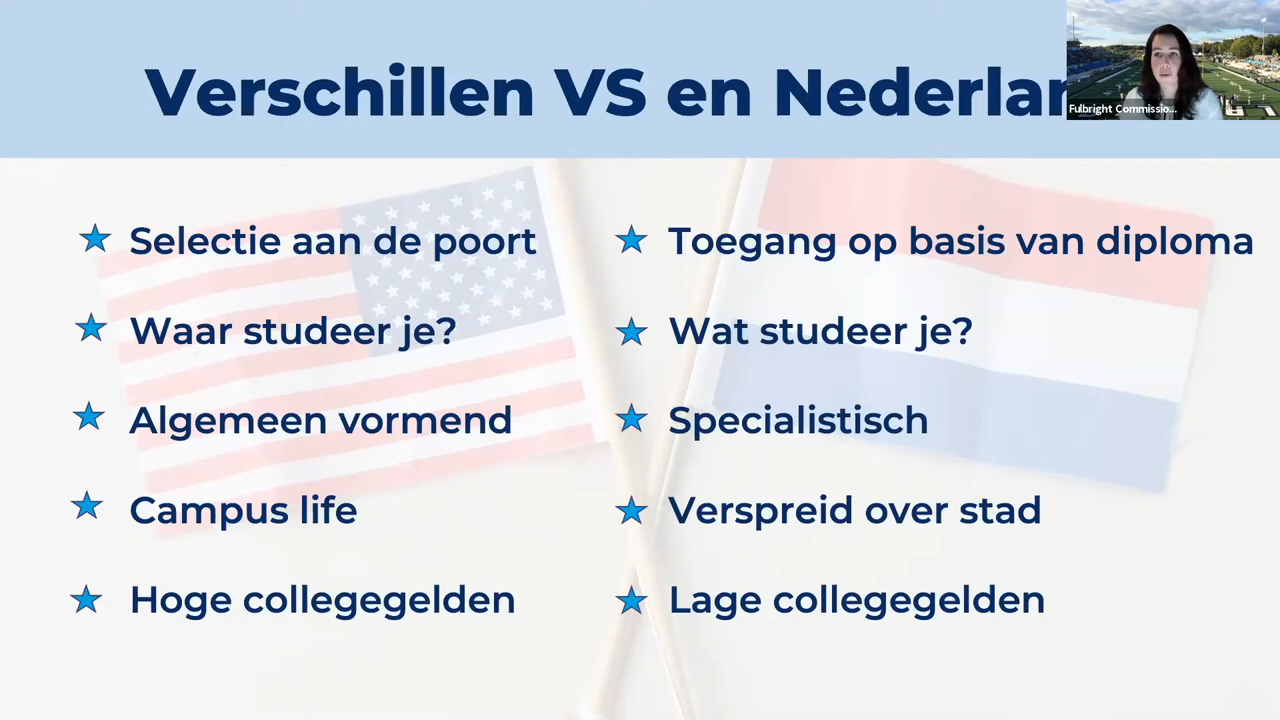 Verschillen VS en Nederlan
Fulbright Commissio...
Selectie aan de poort
Toegang op basis van diploma
Waar studeer je?
Wat studeer je?
Algemeen vormend
Specialistisch
Campus life
Verspreid over stad
Hoge collegegelden
Lage collegegelden